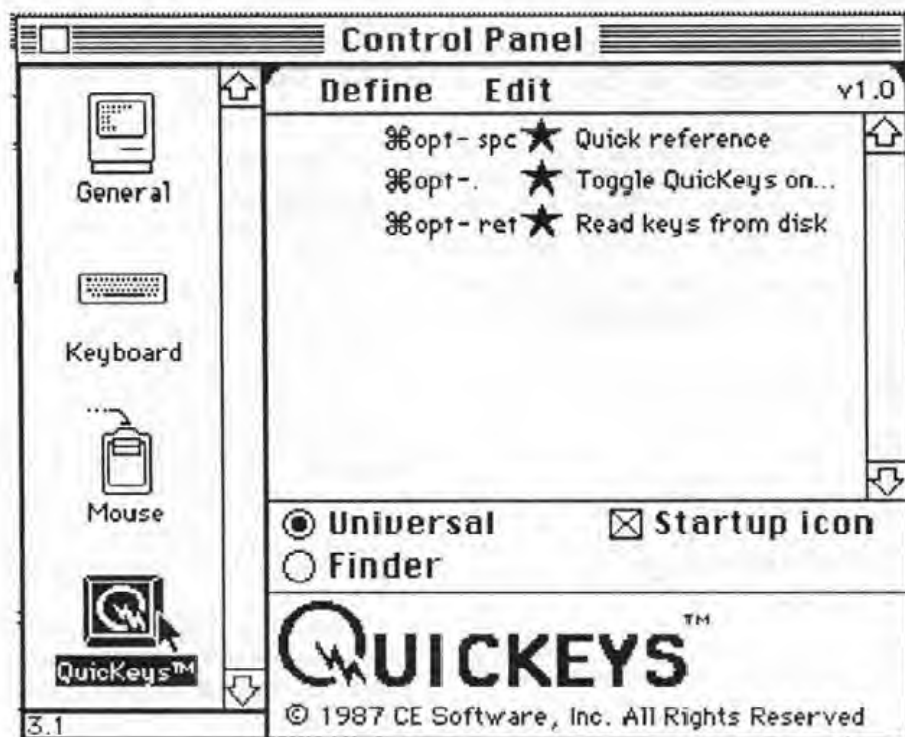 Control Panel
General
Keyboard
Mouse
QuicKeys™
3.1
Define Edit v1.0
⌘opt- spc ★ Quick reference
⌘opt-. ★ Toggle QuicKeys on...
⌘opt- ret ★ Read keys from disk
Universal
Startup icon
Finder
QUICKEYS™
© 1987 CE Software, Inc. All Rights Reserved